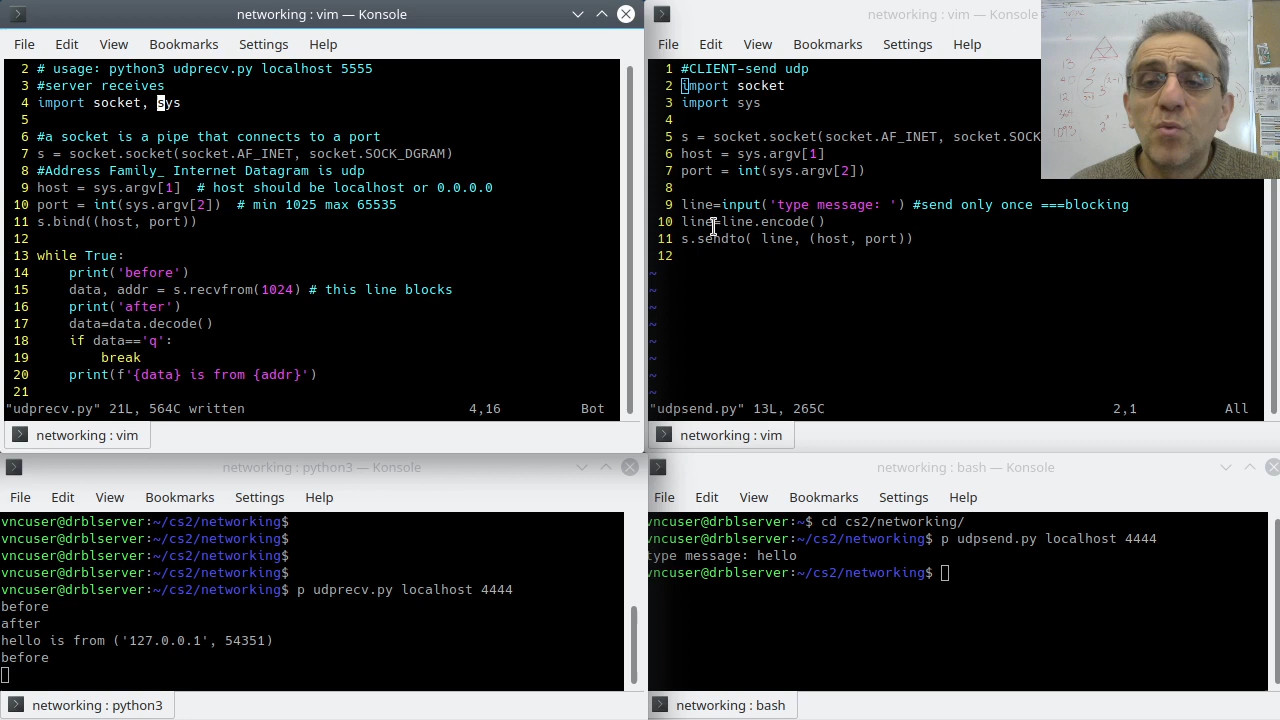 networking : vim — Konsole
File Edit View Bookmarks Settings Help
2 # usage: python3 udprecv.py localhost 5555
3 #server receives
4 import socket, sys
5
6 #a socket is a pipe that connects to a port
7 s = socket.socket(socket.AF_INET, socket.SOCK_DGRAM)
8 #Address Family_ Internet Datagram is udp
9 host = sys.argv[1]  # host should be localhost or 0.0.0.0
10 port = int(sys.argv[2])  # min 1025 max 65535
11 s.bind((host, port))
12
13 while True:
14     print('before')
15     data, addr = s.recvfrom(1024) # this line blocks
16     print('after')
17     data=data.decode()
18     if data=='q':
19         break
20     print(f'{data} is from {addr}')
21
"udprecv.py" 21L, 564C written 4,16 Bot
networking : vim
networking : vim — Konsole
File Edit View Bookmarks Settings Help
1 #CLIENT-send udp
2 import socket
3 import sys
4
5 s = socket.socket(socket.AF_INET, socket.SOCK
6 host = sys.argv[1]
7 port = int(sys.argv[2])
8
9 line=input('type message: ') #send only once ===blocking
10 line=line.encode()
11 s.sendto( line, (host, port))
12
~
~
~
~
~
~
~
~
"udpsend.py" 13L, 265C 2,1 All
networking : vim
networking : python3 — Konsole
File Edit View Bookmarks Settings Help
vncuser@drblserver:~/cs2/networking$
vncuser@drblserver:~/cs2/networking$
vncuser@drblserver:~/cs2/networking$
vncuser@drblserver:~/cs2/networking$
vncuser@drblserver:~/cs2/networking$ p udprecv.py localhost 4444
before
after
hello is from ('127.0.0.1', 54351)
before
networking : python3
networking : bash — Konsole
File Edit View Bookmarks Settings Help
vncuser@drblserver:~$ cd cs2/networking/
vncuser@drblserver:~/cs2/networking$ p udpsend.py localhost 4444
type message: hello
vncuser@drblserver:~/cs2/networking$
networking : bash